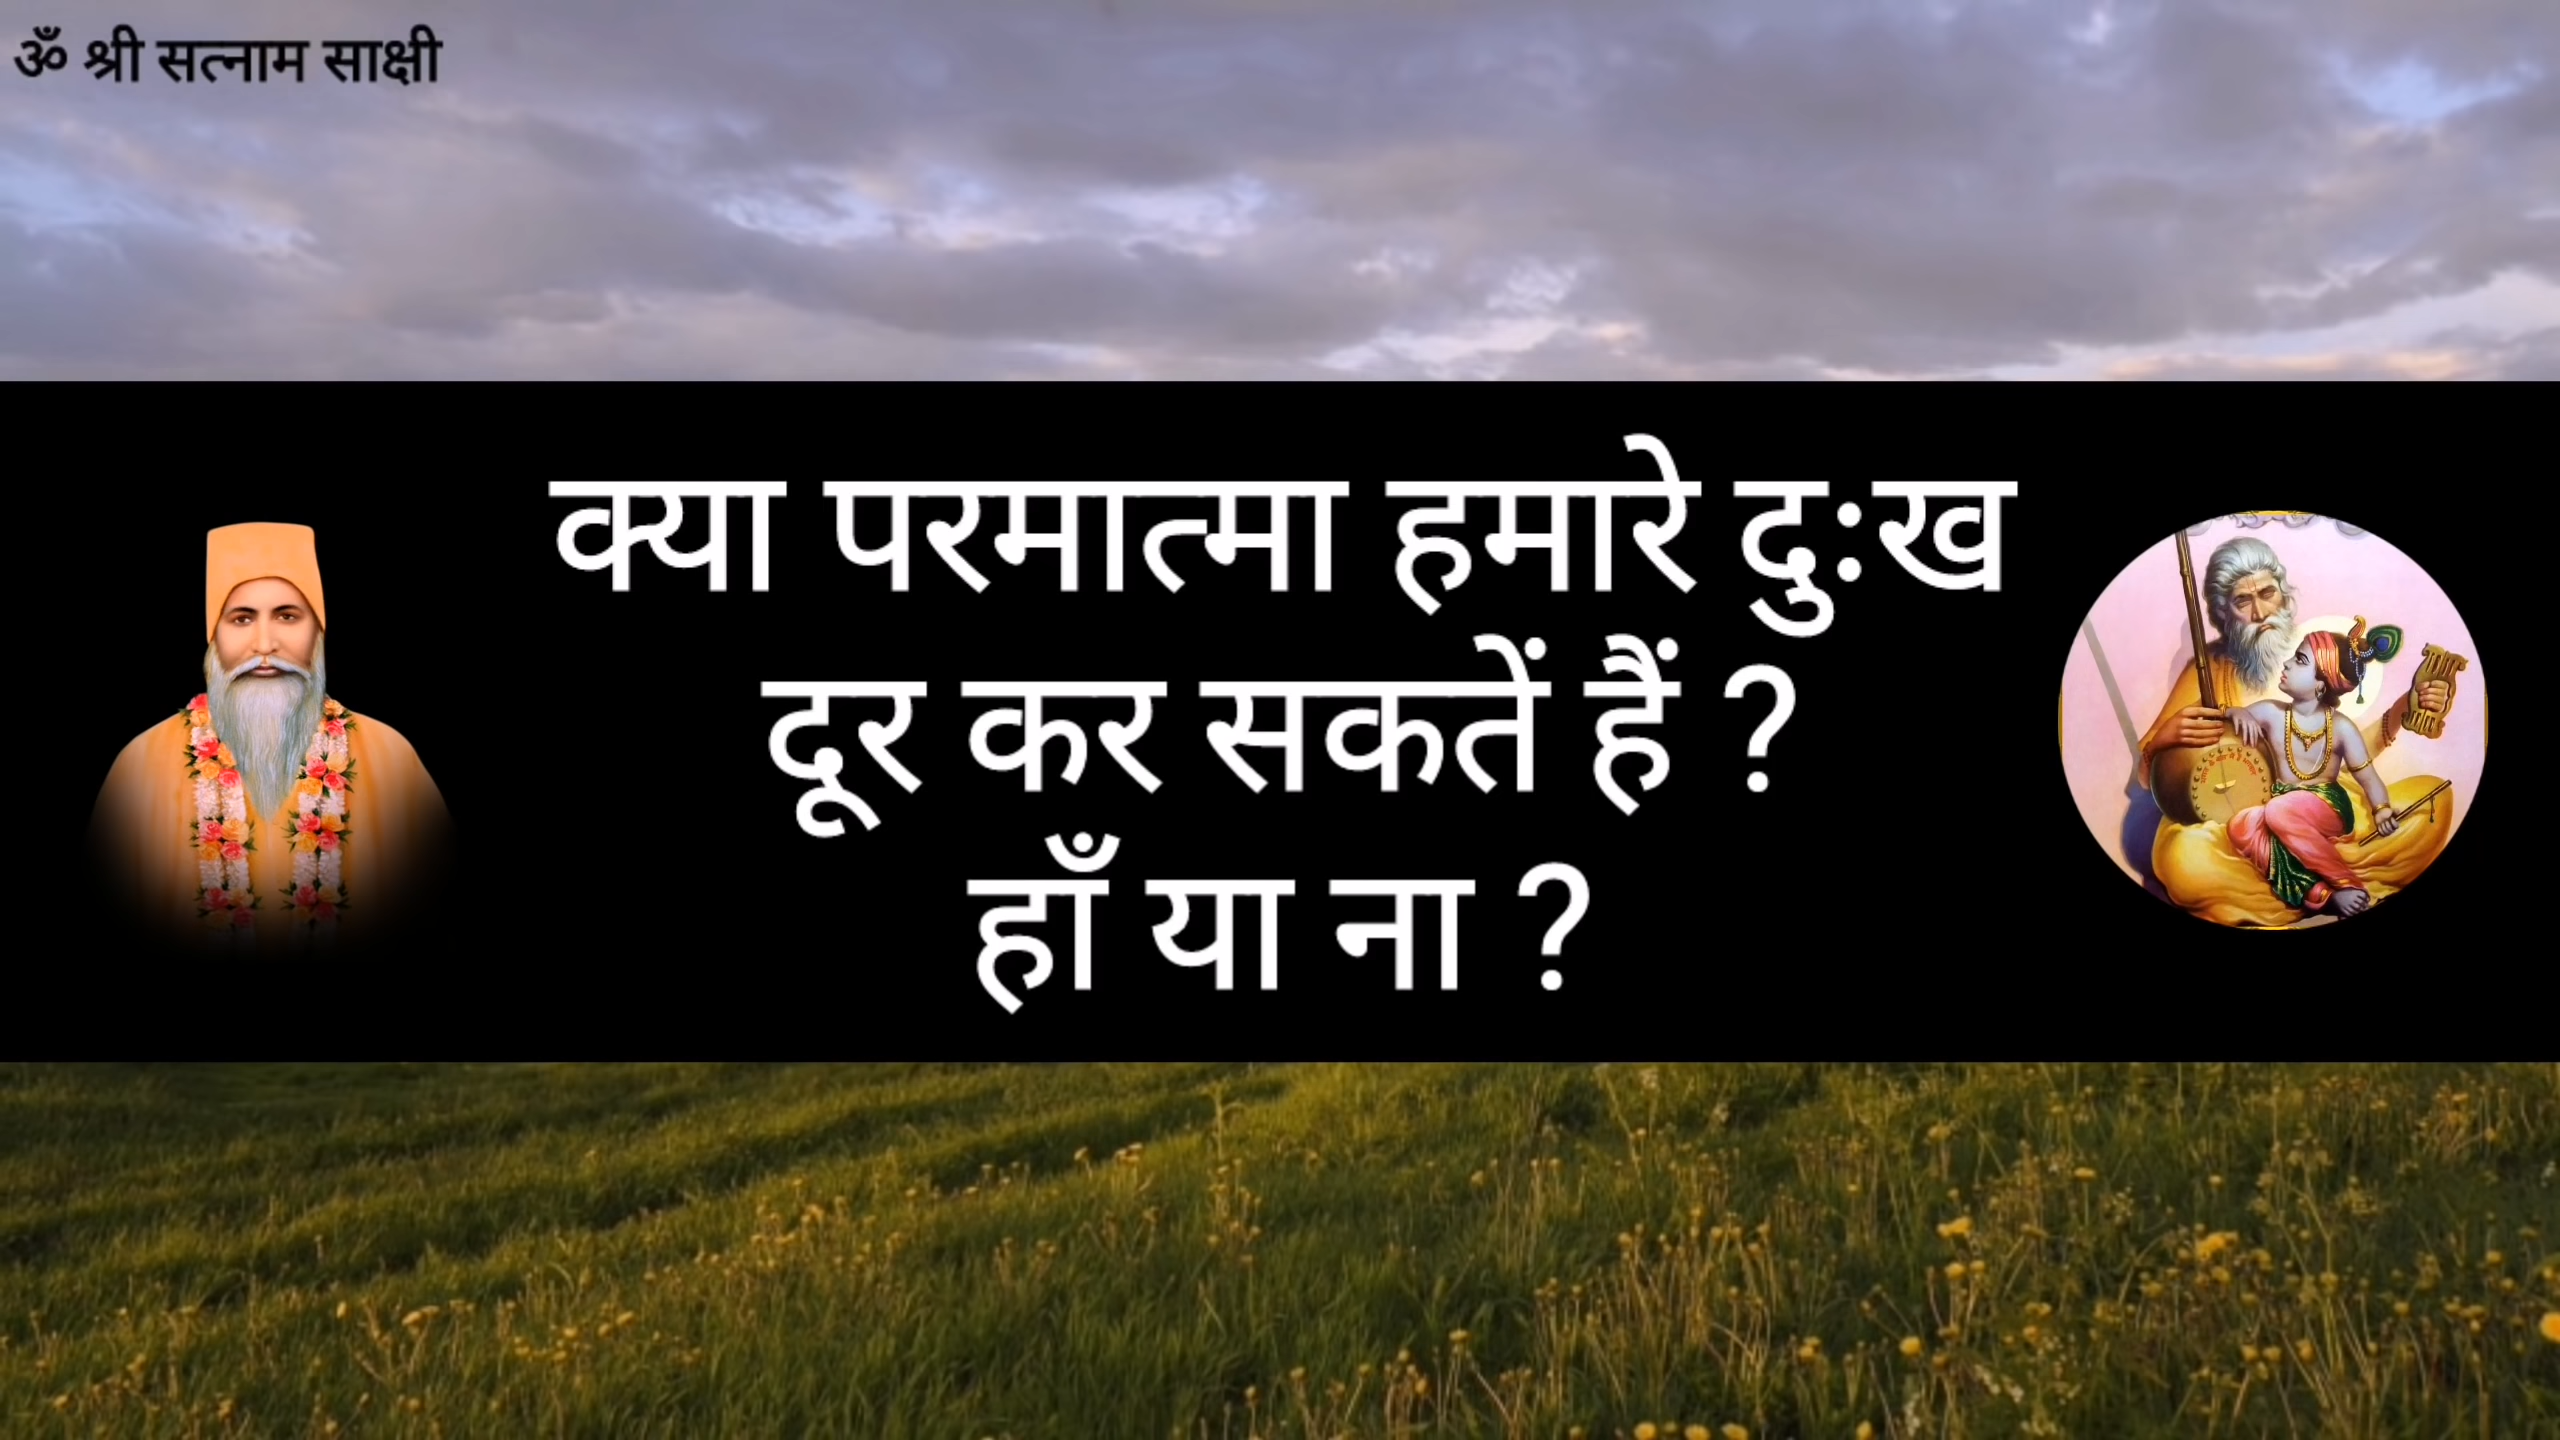 ॐ श्री सत्नाम साक्षी
क्या परमात्मा हमारे दुःख
दूर कर सकतें हैं ?
हाँ या ना ?